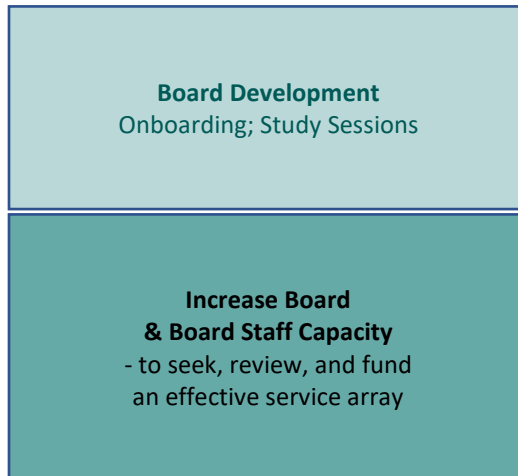 Board Development
Onboarding; Study Sessions
Increase Board
& Board Staff Capacity
- to seek, review, and fund
an effective service array